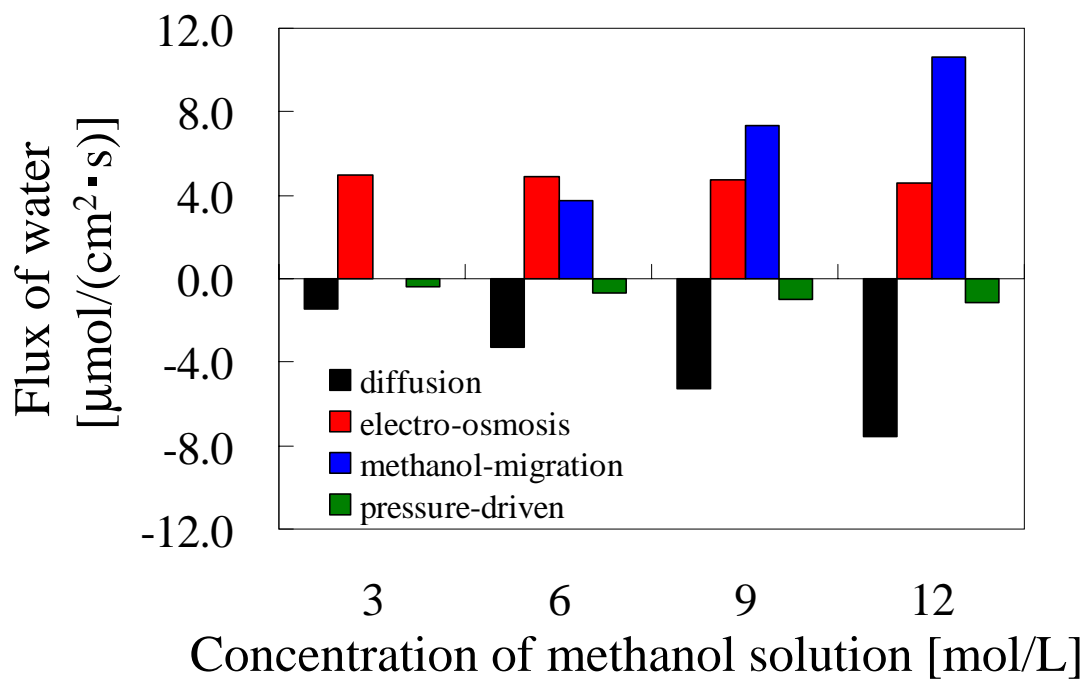 12.0
8.0
4.0
0.0
-4.0
-8.0
-12.0
Flux of water
[μmol/(cm²・s)]
diffusion
electro-osmosis
methanol-migration
pressure-driven
3 6 9 12
Concentration of methanol solution [mol/L]